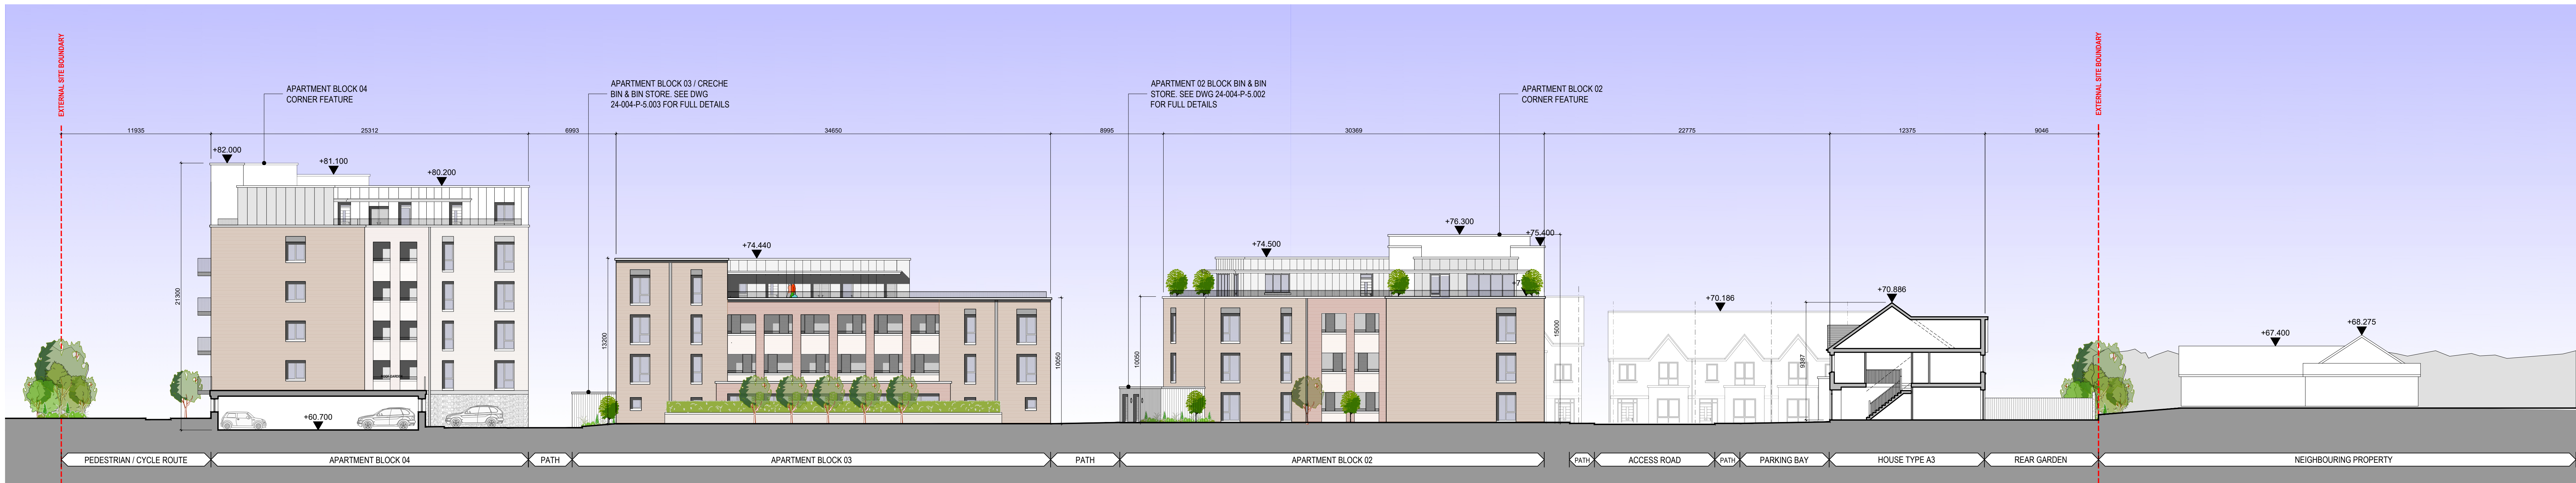 EXTERNAL SITE BOUNDARY
APARTMENT BLOCK 04
CORNER FEATURE
APARTMENT BLOCK 03 / CRECHE
BIN & BIN STORE. SEE DWG
24-004-P-5.003 FOR FULL DETAILS
APARTMENT 02 BLOCK BIN & BIN
STORE. SEE DWG 24-004-P-5.002
FOR FULL DETAILS
APARTMENT BLOCK 02
CORNER FEATURE
EXTERNAL SITE BOUNDARY
11935
25312
6993
34650
8995
30369
22775
12375
9046
+82.000
+81.100
+80.200
+74.440
+74.500
+76.300
+75.400
+70.186
+70.886
+67.400
+68.275
21300
13200
10050
10050
15000
9387
+60.700
PEDESTRIAN / CYCLE ROUTE
APARTMENT BLOCK 04
PATH
APARTMENT BLOCK 03
PATH
APARTMENT BLOCK 02
PATH
ACCESS ROAD
PATH
PARKING BAY
HOUSE TYPE A3
REAR GARDEN
NEIGHBOURING PROPERTY